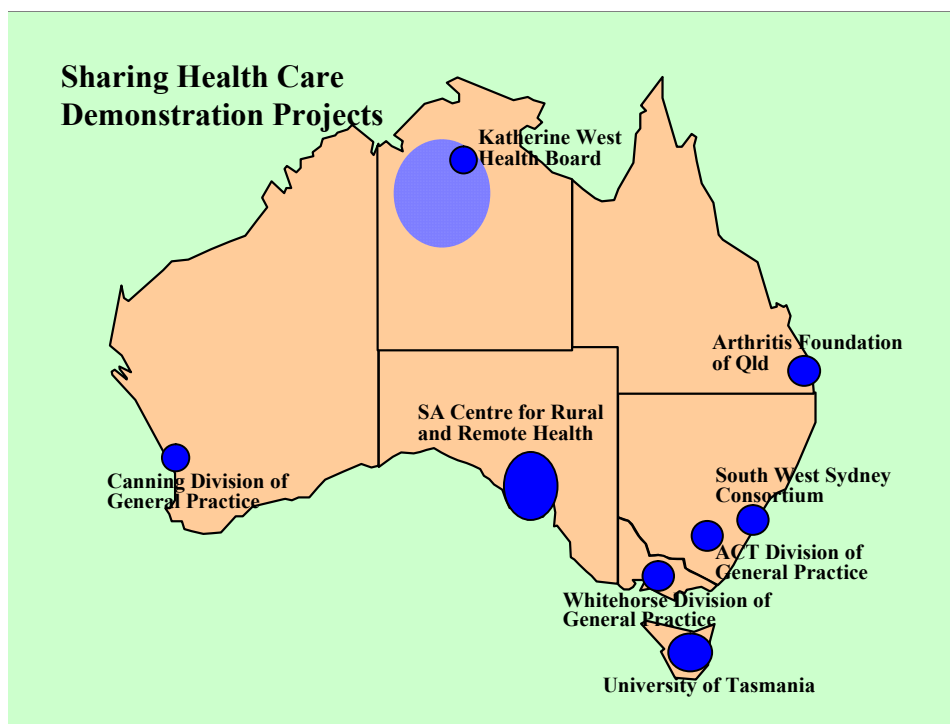 Sharing Health Care
Demonstration Projects
Katherine West
Health Board
Arthritis Foundation
of Qld
SA Centre for Rural
and Remote Health
Canning Division of
General Practice
South West Sydney
Consortium
ACT Division of
General Practice
Whitehorse Division of
General Practice
University of Tasmania